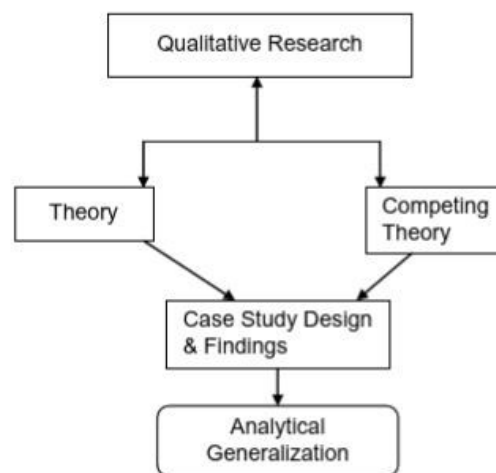 Qualitative Research
Theory
Competing
Theory
Case Study Design
& Findings
Analytical
Generalization